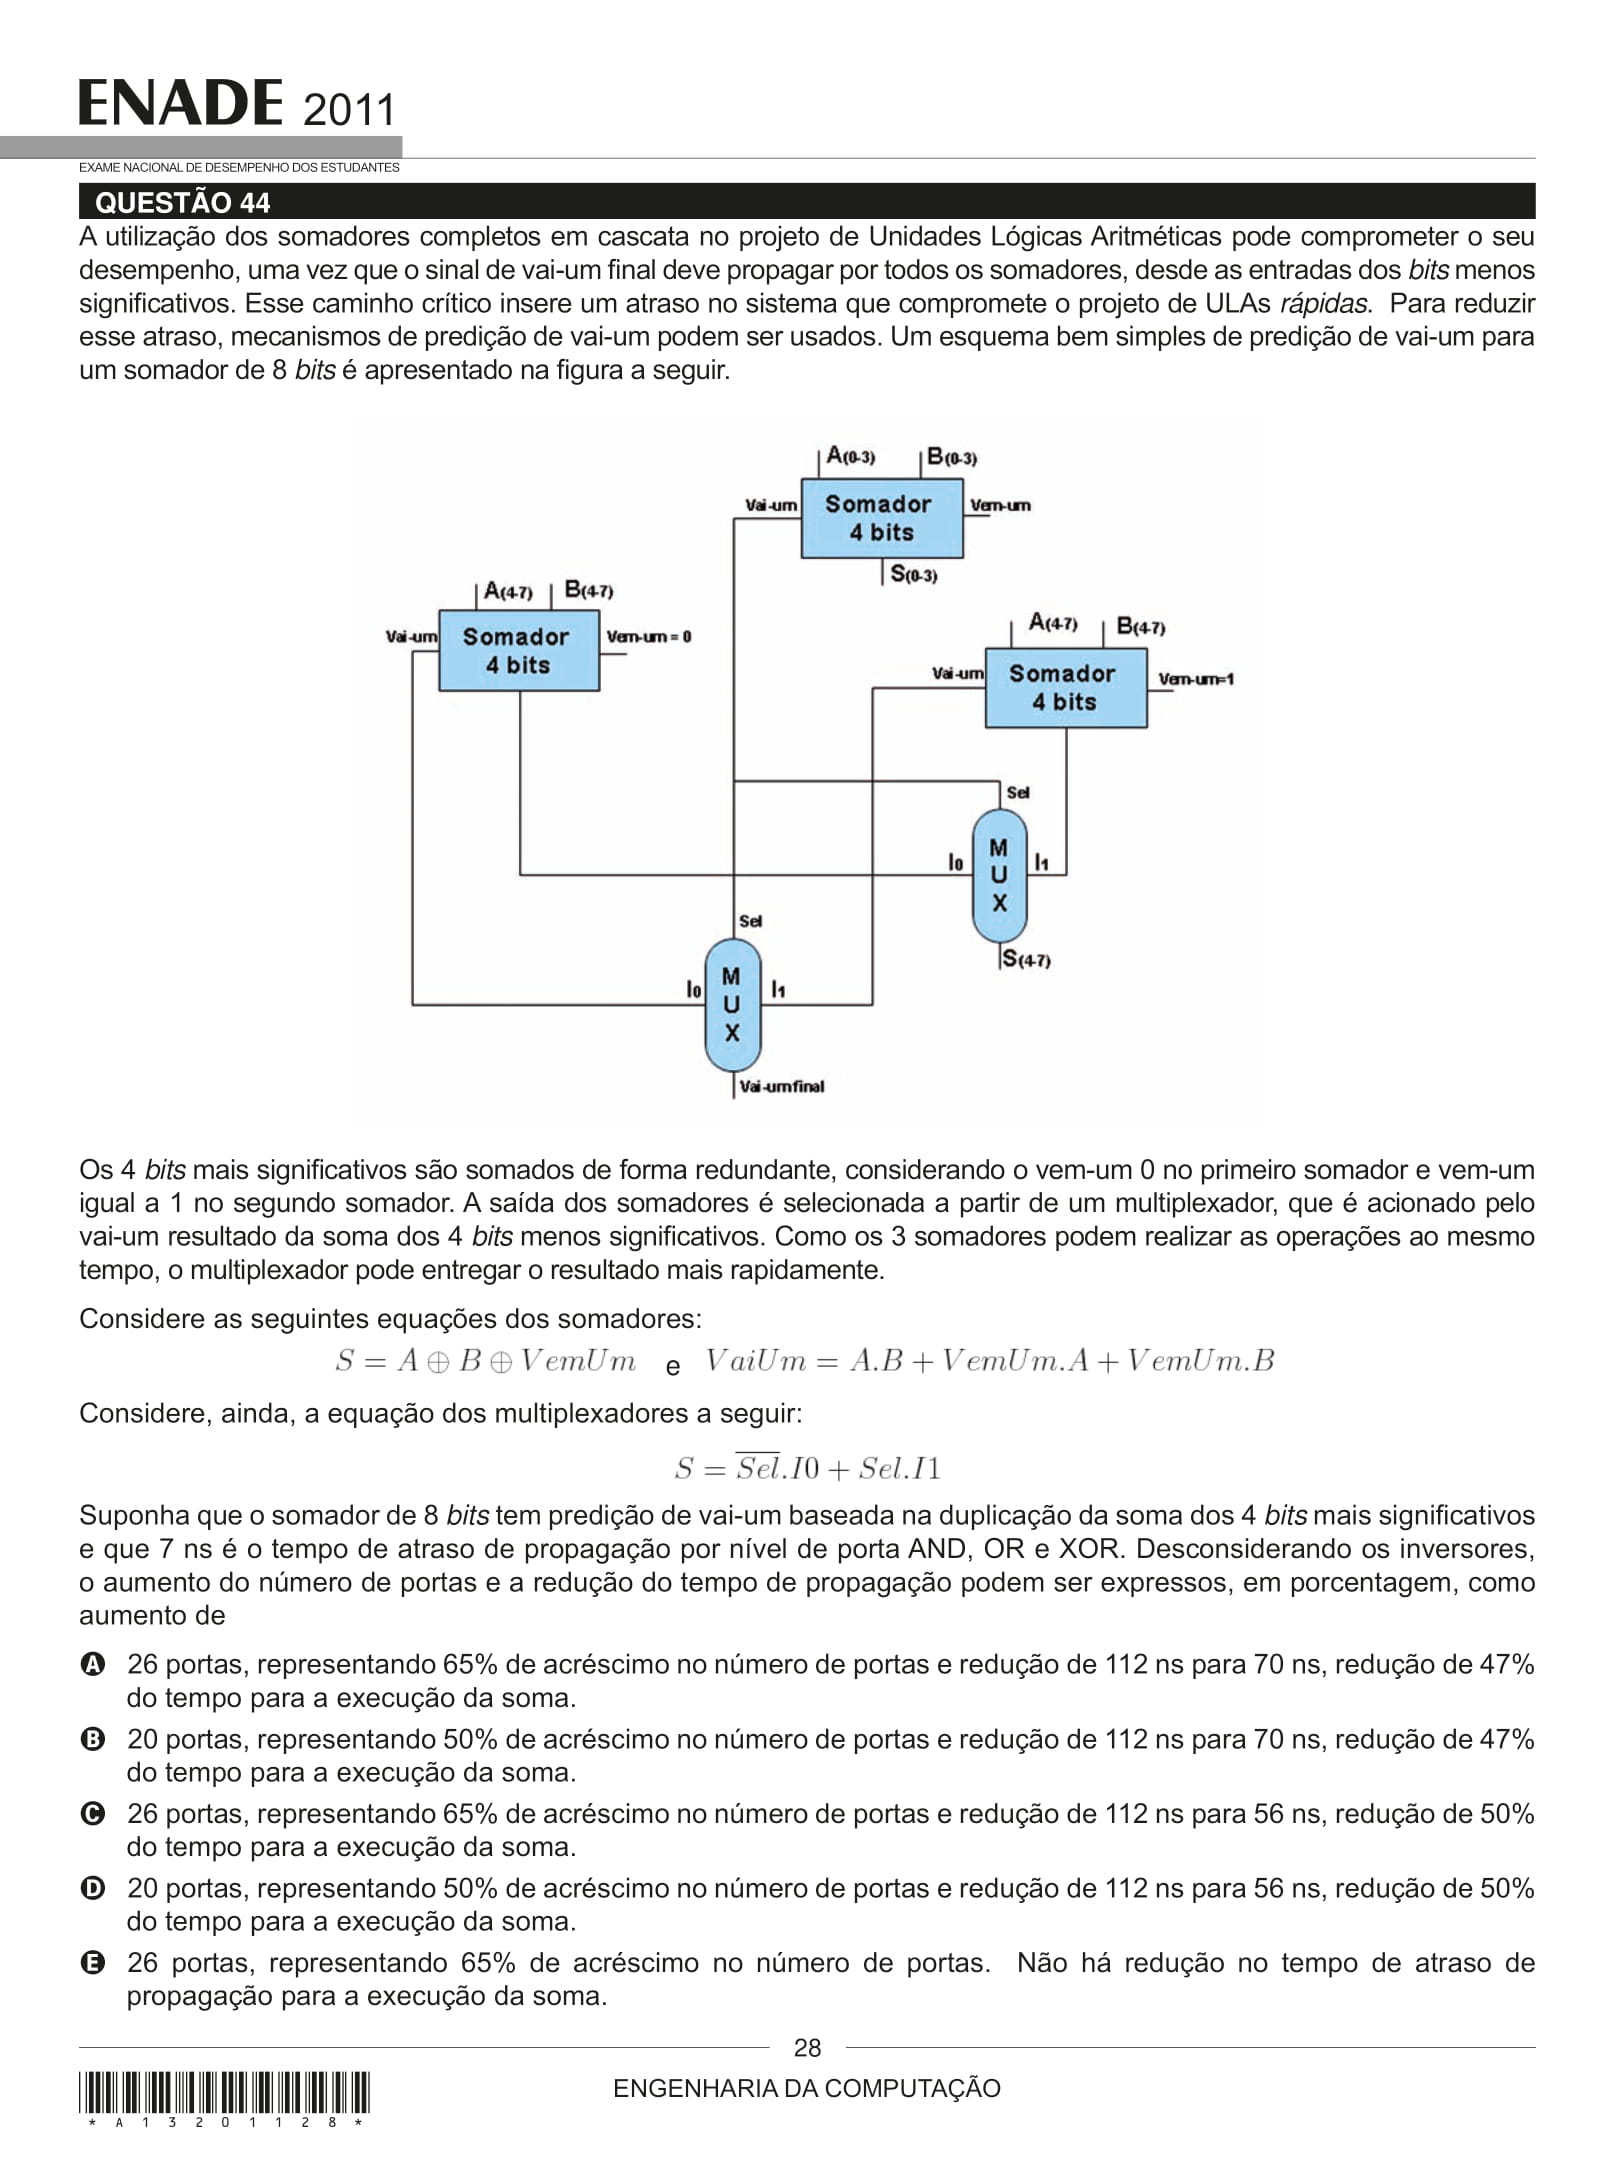 ENADE 2011
EXAME NACIONAL DE DESEMPENHO DOS ESTUDANTES
QUESTÃO 44
A utilização dos somadores completos em cascata no projeto de Unidades Lógicas Aritméticas pode comprometer o seu
desempenho, uma vez que o sinal de vai-um final deve propagar por todos os somadores, desde as entradas dos bits menos
significativos. Esse caminho crítico insere um atraso no sistema que compromete o projeto de ULAs rápidas. Para reduzir
esse atraso, mecanismos de predição de vai-um podem ser usados. Um esquema bem simples de predição de vai-um para
um somador de 8 bits é apresentado na figura a seguir.
A(0-3) B(0-3)
Vai-um Somador 4 bits Vem-um
S(0-3)
A(4-7) B(4-7)
Vai-um Somador 4 bits Vem-um = 0
A(4-7) B(4-7)
Vai-um Somador 4 bits Vem-um=1
Sel
I0 MUX I1
S(4-7)
Sel
I0 MUX I1
Vai-umfinal
Os 4 bits mais significativos são somados de forma redundante, considerando o vem-um 0 no primeiro somador e vem-um
igual a 1 no segundo somador. A saída dos somadores é selecionada a partir de um multiplexador, que é acionado pelo
vai-um resultado da soma dos 4 bits menos significativos. Como os 3 somadores podem realizar as operações ao mesmo
tempo, o multiplexador pode entregar o resultado mais rapidamente.
Considere as seguintes equações dos somadores:
S = A ⊕ B ⊕ VemUm e VaiUm = A.B + VemUm.A + VemUm.B
Considere, ainda, a equação dos multiplexadores a seguir:
S = S̅e̅l̅.I0 + Sel.I1
Suponha que o somador de 8 bits tem predição de vai-um baseada na duplicação da soma dos 4 bits mais significativos
e que 7 ns é o tempo de atraso de propagação por nível de porta AND, OR e XOR. Desconsiderando os inversores,
o aumento do número de portas e a redução do tempo de propagação podem ser expressos, em porcentagem, como
aumento de
A 26 portas, representando 65% de acréscimo no número de portas e redução de 112 ns para 70 ns, redução de 47%
do tempo para a execução da soma.
B 20 portas, representando 50% de acréscimo no número de portas e redução de 112 ns para 70 ns, redução de 47%
do tempo para a execução da soma.
C 26 portas, representando 65% de acréscimo no número de portas e redução de 112 ns para 56 ns, redução de 50%
do tempo para a execução da soma.
D 20 portas, representando 50% de acréscimo no número de portas e redução de 112 ns para 56 ns, redução de 50%
do tempo para a execução da soma.
E 26 portas, representando 65% de acréscimo no número de portas. Não há redução no tempo de atraso de
propagação para a execução da soma.
28
ENGENHARIA DA COMPUTAÇÃO
* A 1 3 2 0 1 1 2 8 *